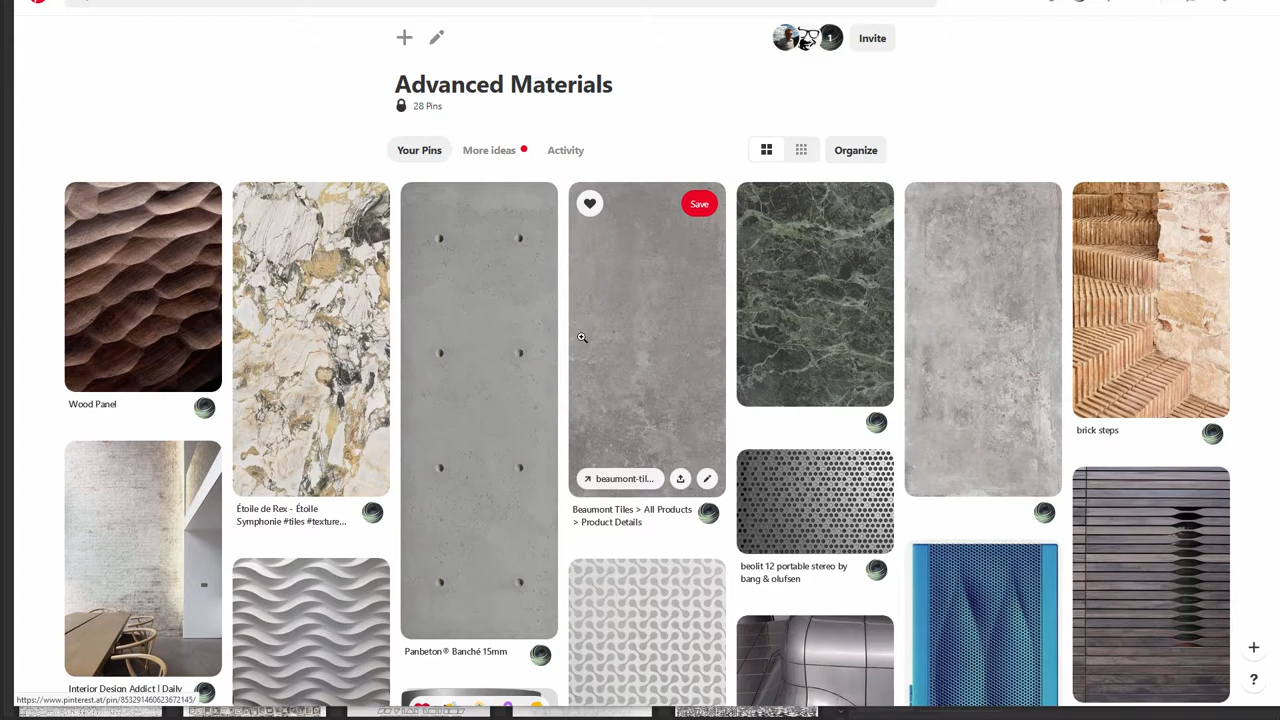 Invite
Advanced Materials
28 Pins
Your Pins
More ideas
Activity
Organize
Save
beaumont-til...
Wood Panel
Étoile de Rex - Étoile
Symphonie #tiles #texture...
Beaumont Tiles > All Products
> Product Details
beolit 12 portable stereo by
bang & olufsen
brick steps
Panbeton® Banché 15mm
Interior Design Addict | Daily
https://www.pinterest.at/pin/853291460623672145/
1
?